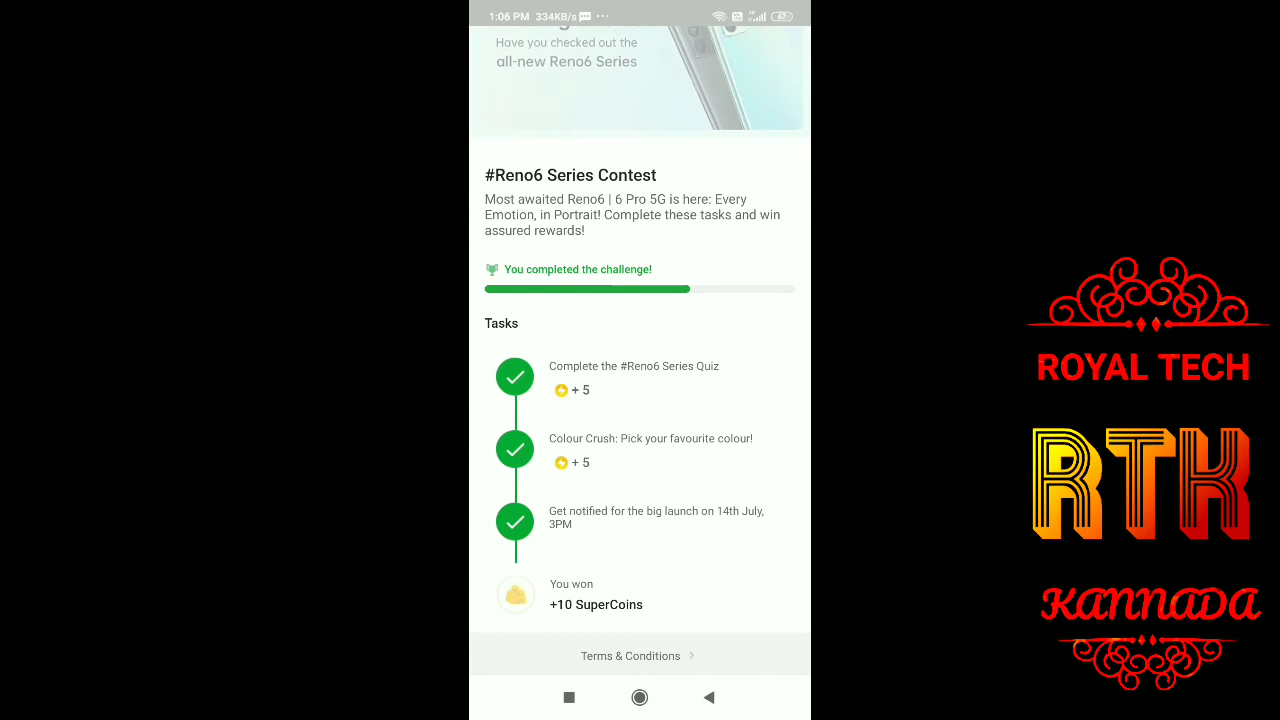 1:06 PM 334KB/s
4G
67
Have you checked out the
all-new Reno6 Series
#Reno6 Series Contest
Most awaited Reno6 | 6 Pro 5G is here: Every
Emotion, in Portrait! Complete these tasks and win
assured rewards!
You completed the challenge!
Tasks
Complete the #Reno6 Series Quiz
+ 5
Colour Crush: Pick your favourite colour!
+ 5
Get notified for the big launch on 14th July,
3PM
You won
+10 SuperCoins
Terms & Conditions
ROYAL TECH
RTK
KANNADA